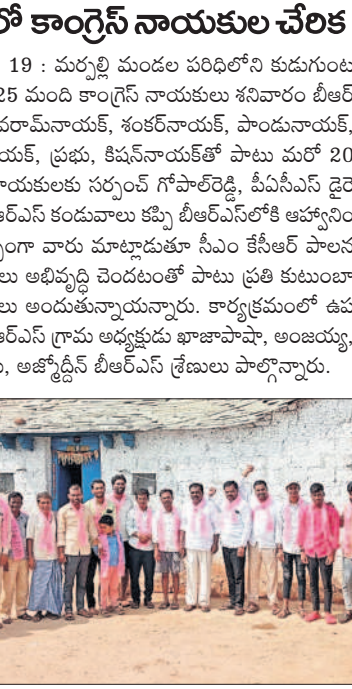 లో కాంగ్రెస్ నాయకుల చేరిక
19 : మర్పల్లి మండల పరిధిలోని కుడుగుంట
25 మంది కాంగ్రెస్ నాయకులు శనివారం బీఆర్
వరామ్‌నాయక్, శంకర్‌నాయక్, పాండునాయక్,
యక్, ప్రభు, కిషన్‌నాయక్‌తో పాటు మరో 20
నాయకులకు సర్పంచ్ గోపాల్‌రెడ్డి, పీఏసీఎస్ డైరె
ఆర్ఎస్ కండువాలు కప్పి బీఆర్ఎస్‌లోకి ఆహ్వానిం
ర్భంగా వారు మాట్లాడుతూ సీఎం కేసీఆర్ పాలన
లు అభివృద్ధి చెందటంతో పాటు ప్రతి కుటుంబా
లు అందుతున్నాయన్నారు. కార్యక్రమంలో ఉప
ఆర్ఎస్ గ్రామ అధ్యక్షుడు ఖాజాపాషా, అంజయ్య,
అజ్మోద్దీన్ బీఆర్ఎస్ శ్రేణులు పాల్గొన్నారు.